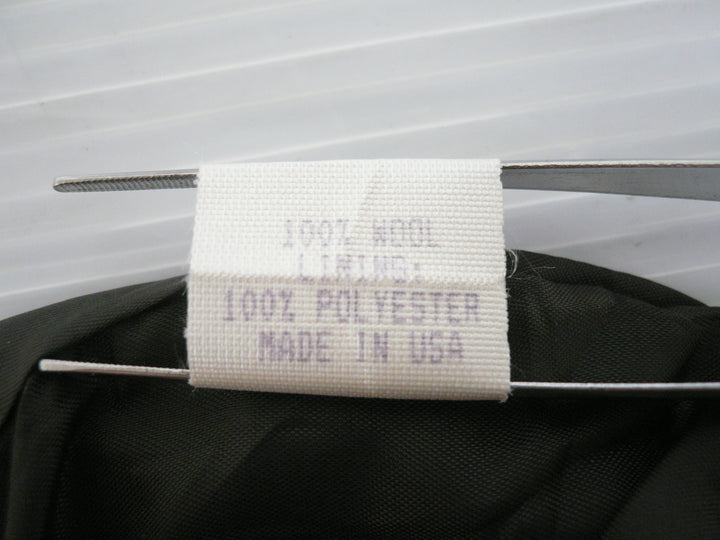 100% WOOL
LINING:
100% POLYESTER
MADE IN USA